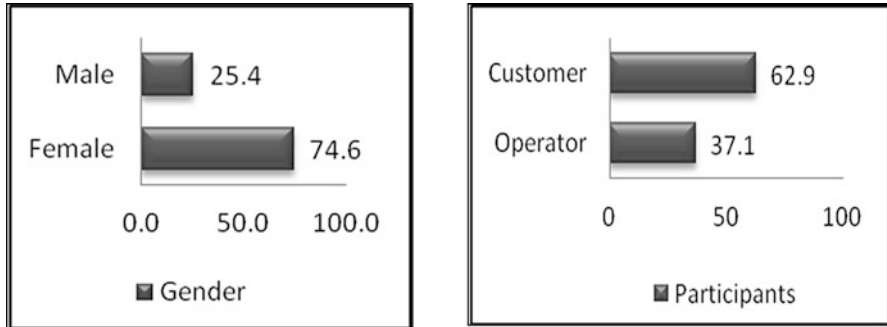 Male 25.4
Female 74.6
0.0 50.0 100.0
Gender
Customer 62.9
Operator 37.1
0 50 100
Participants